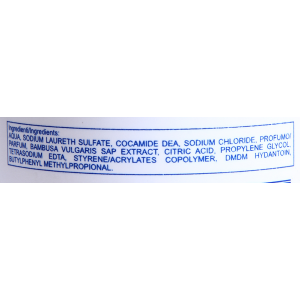 Ingredienti/Ingredients:
AQUA, SODIUM LAURETH SULFATE, COCAMIDE DEA, SODIUM CHLORIDE, PROFUMO/
PARFUM, BAMBUSA VULGARIS SAP EXTRACT, CITRIC ACID, PROPYLENE GLYCOL,
TETRASODIUM EDTA, STYRENE/ACRYLATES COPOLYMER, DMDM HYDANTOIN,
BUTYLPHENYL METHYLPROPIONAL.